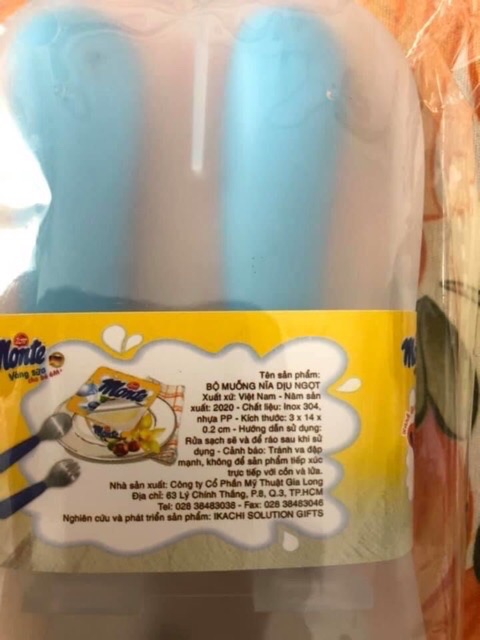 Zott
Monte
Váng sữa
cho bé 6M+
Monte
Tên sản phẩm:
BỘ MUỖNG NĨA DỊU NGỌT
Xuất xứ: Việt Nam - Năm sản
xuất: 2020 - Chất liệu: Inox 304,
nhựa PP - Kích thước: 3 x 14 x
0.2 cm - Hướng dẫn sử dụng:
Rửa sạch sẽ và để ráo sau khi sử
dụng - Cảnh báo: Tránh va đập
mạnh, không để sản phẩm tiếp xúc
trực tiếp với cồn và lửa.
Nhà sản xuất: Công ty Cổ Phần Mỹ Thuật Gia Long
Địa chỉ: 63 Lý Chính Thắng, P.8, Q.3, TP.HCM
Tel: 028 38483038 - Fax: 028 38483046
Nghiên cứu và phát triển sản phẩm: IKACHI SOLUTION GIFTS